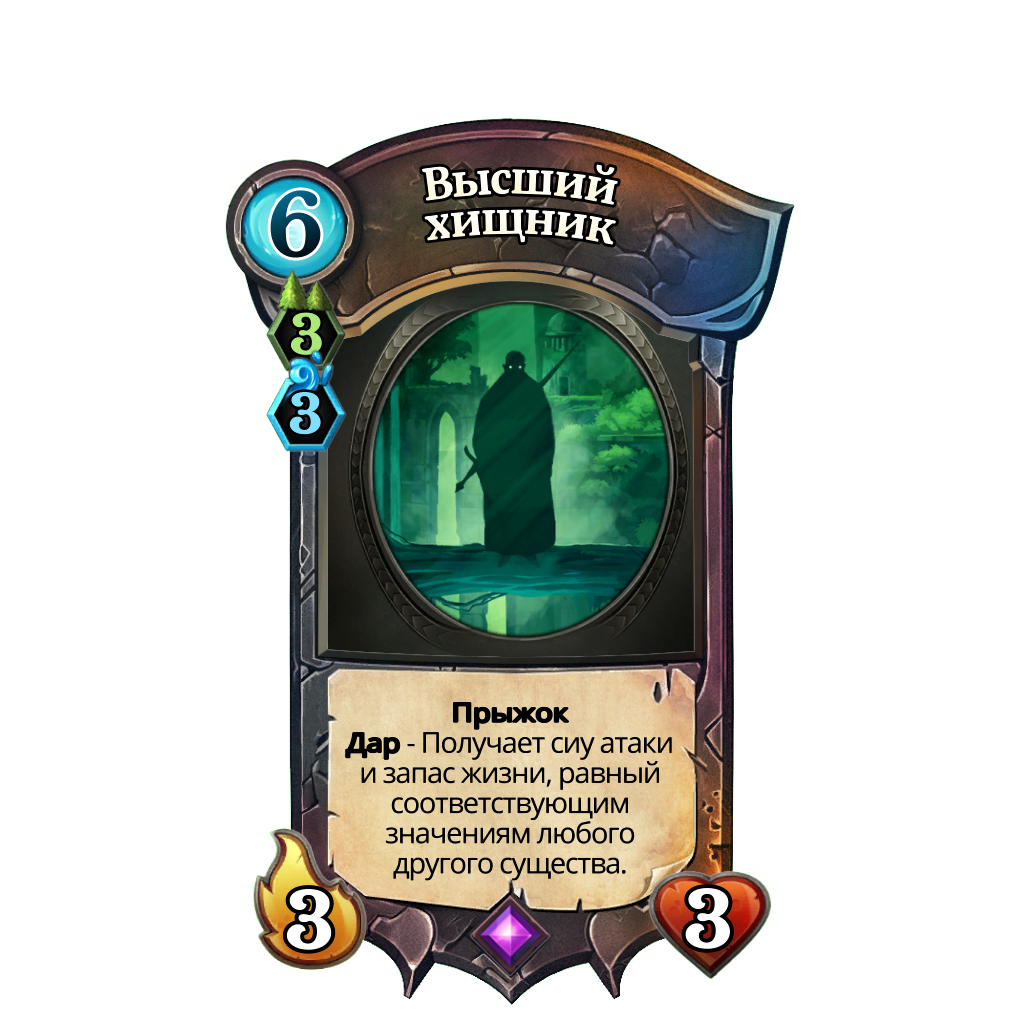 6
Высший
хищник
3
3
Прыжок
Дар - Получает сиу атаки
и запас жизни, равный
соответствующим
значениям любого
другого существа.
3
3